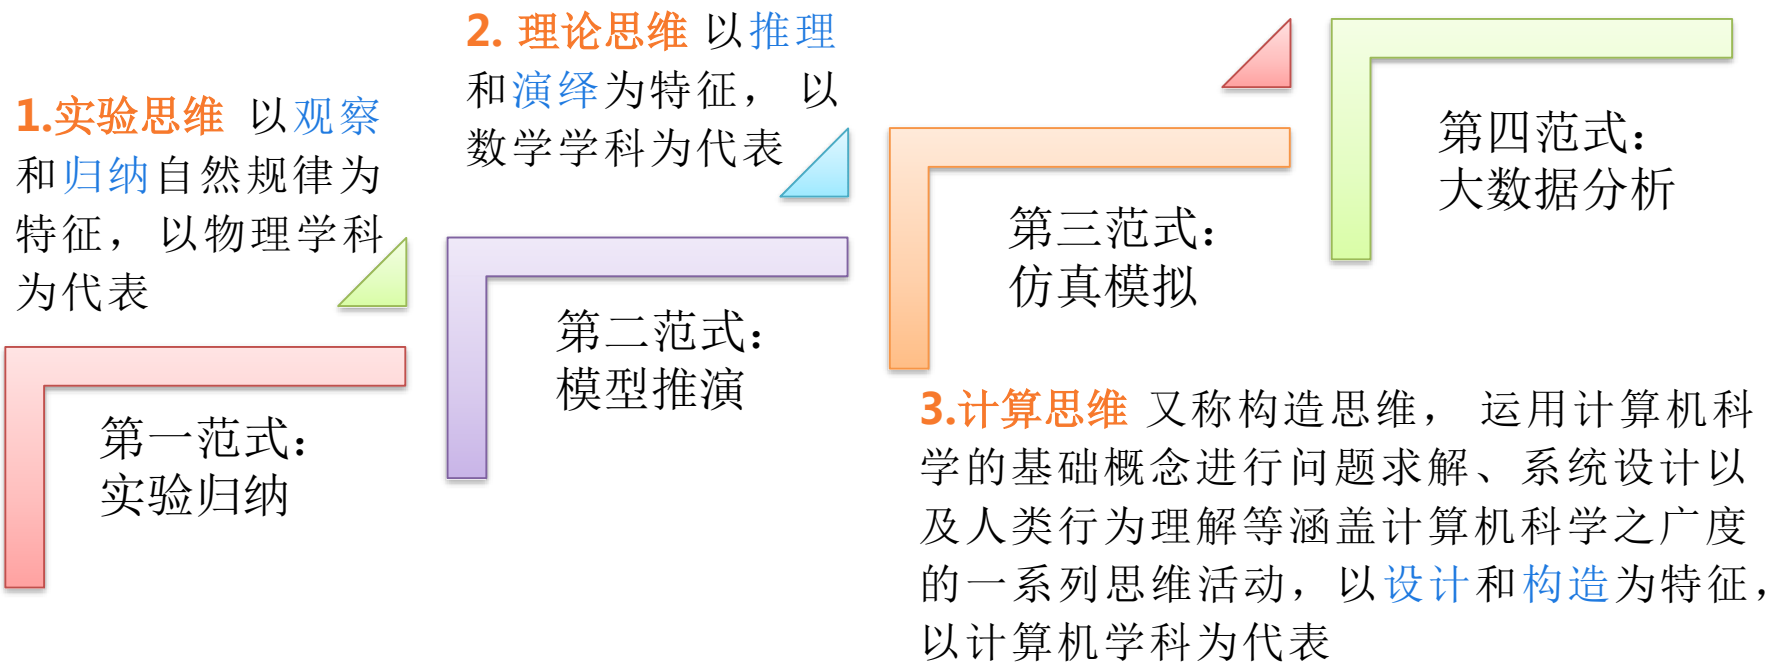 1.实验思维 以观察
和归纳自然规律为
特征，以物理学科
为代表
第一范式：
实验归纳
2. 理论思维 以推理
和演绎为特征，以
数学学科为代表
第二范式：
模型推演
第三范式：
仿真模拟
3.计算思维 又称构造思维，运用计算机科
学的基础概念进行问题求解、系统设计以
及人类行为理解等涵盖计算机科学之广度
的一系列思维活动，以设计和构造为特征，
以计算机学科为代表
第四范式：
大数据分析